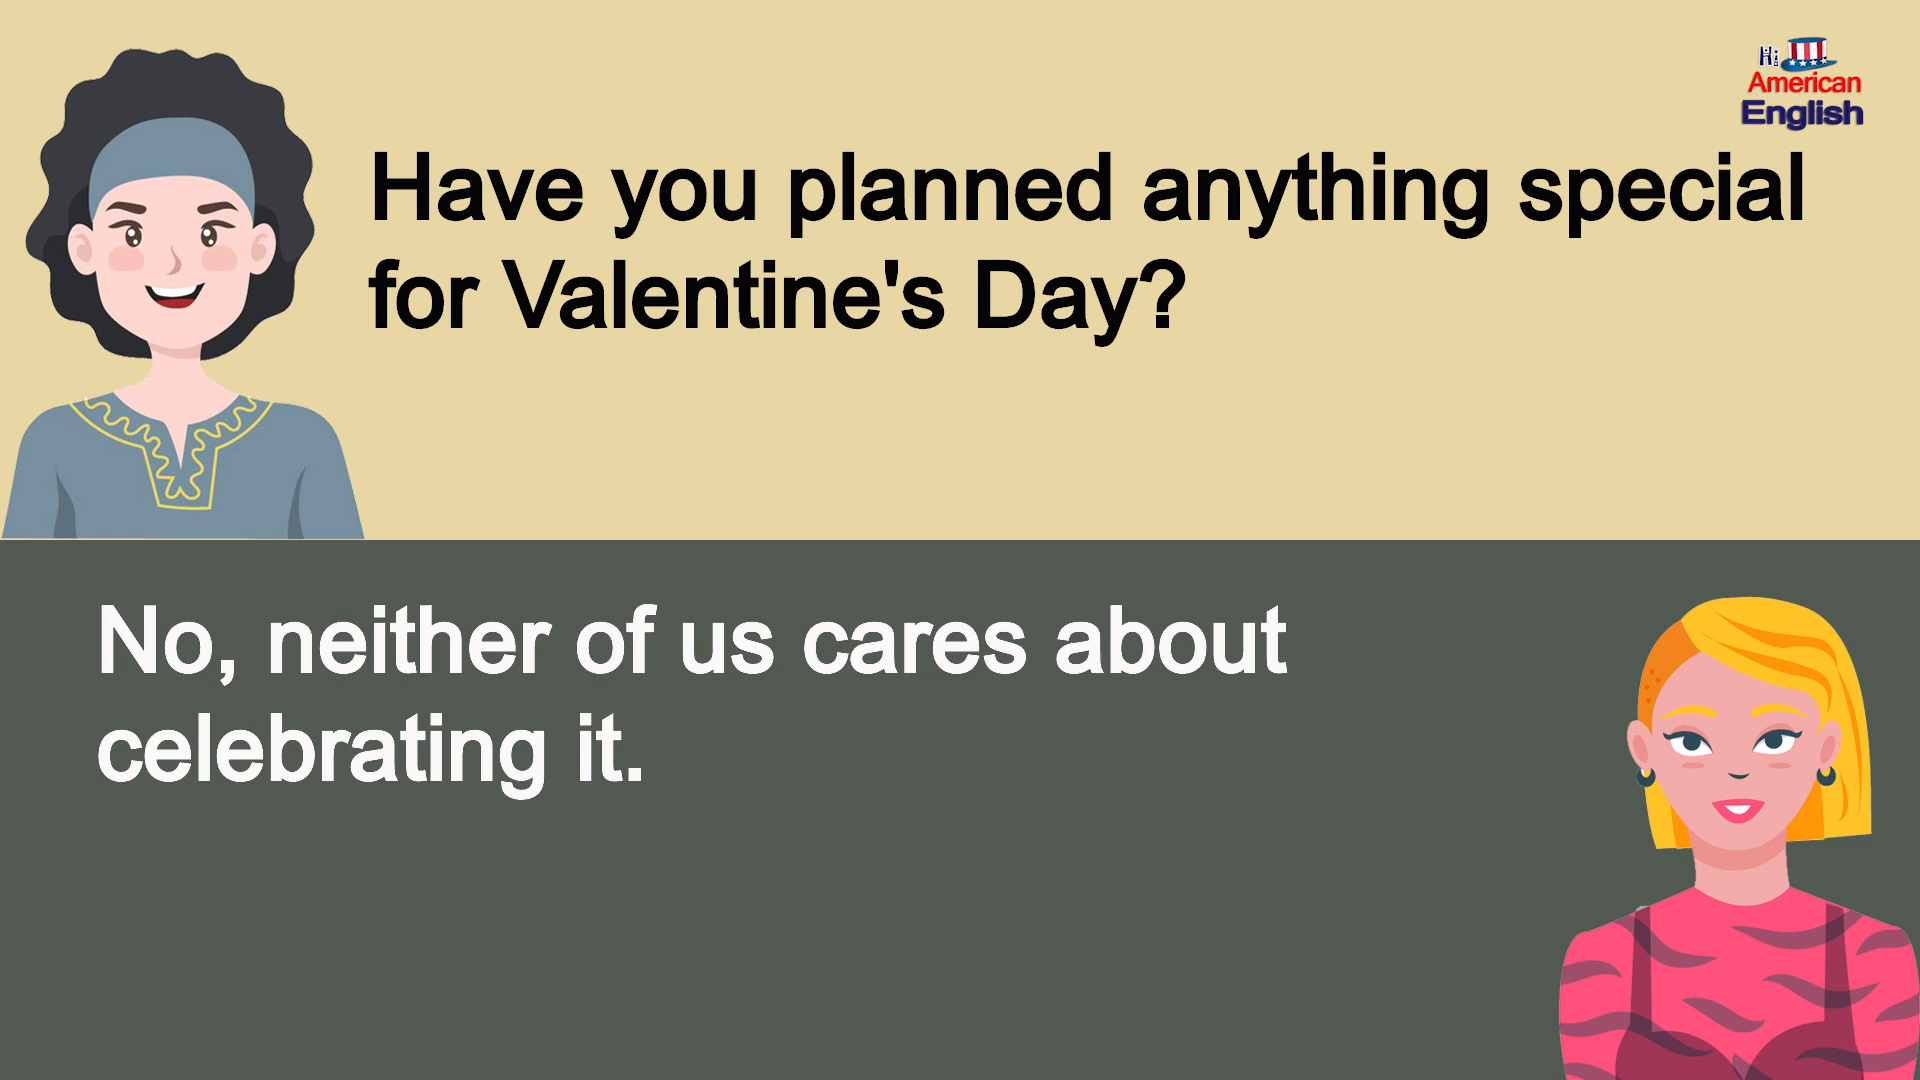 Hi
American
English
Have you planned anything special
for Valentine's Day?
No, neither of us cares about
celebrating it.